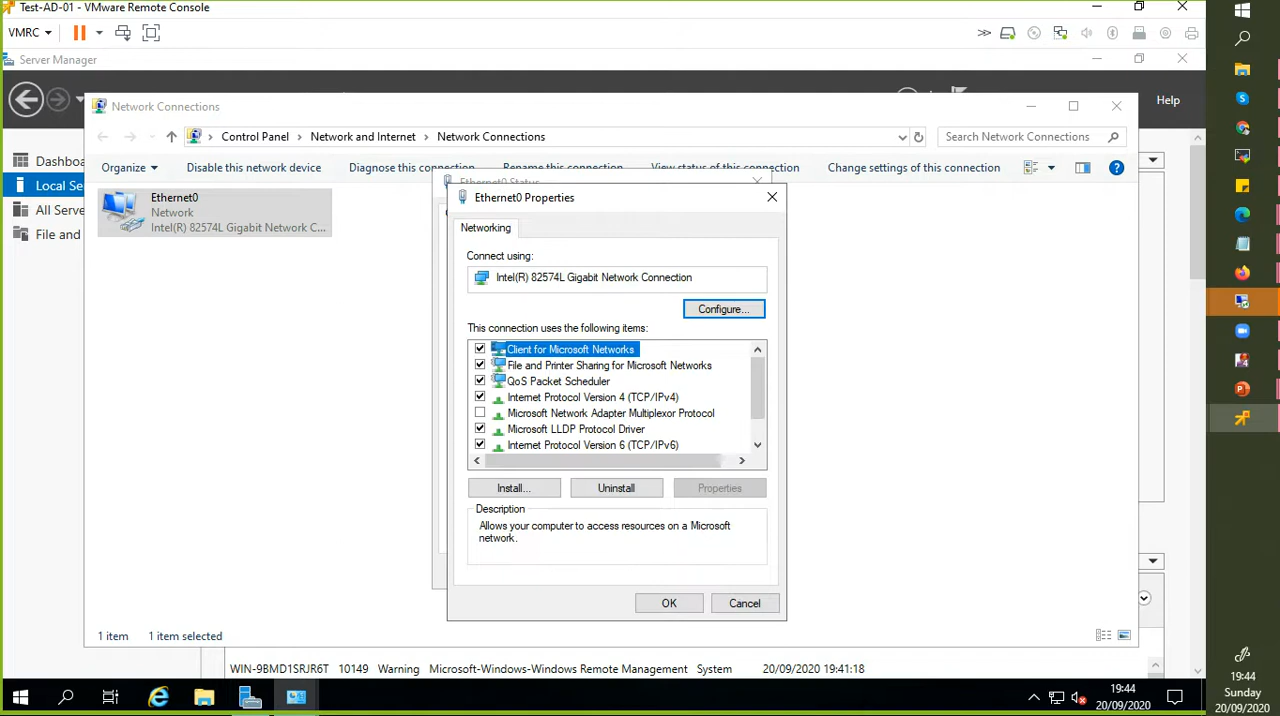 Test-AD-01 - VMware Remote Console
VMRC
Server Manager
Help
Network Connections
Control Panel
Network and Internet
Network Connections
Search Network Connections
Organize
Disable this network device
Diagnose this connection
Rename this connection
View status of this connection
Change settings of this connection
Dashboa
Local Se
All Serve
File and
Ethernet0
Network
Intel(R) 82574L Gigabit Network C...
Ethernet0 Status
Ethernet0 Properties
Networking
Connect using:
Intel(R) 82574L Gigabit Network Connection
Configure...
This connection uses the following items:
Client for Microsoft Networks
File and Printer Sharing for Microsoft Networks
QoS Packet Scheduler
Internet Protocol Version 4 (TCP/IPv4)
Microsoft Network Adapter Multiplexor Protocol
Microsoft LLDP Protocol Driver
Internet Protocol Version 6 (TCP/IPv6)
Install...
Uninstall
Properties
Description
Allows your computer to access resources on a Microsoft
network.
OK
Cancel
1 item
1 item selected
WIN-9BMD1SRJR6T 10149 Warning Microsoft-Windows-Windows Remote Management System 20/09/2020 19:41:18
19:44
20/09/2020
19:44
Sunday
20/09/2020